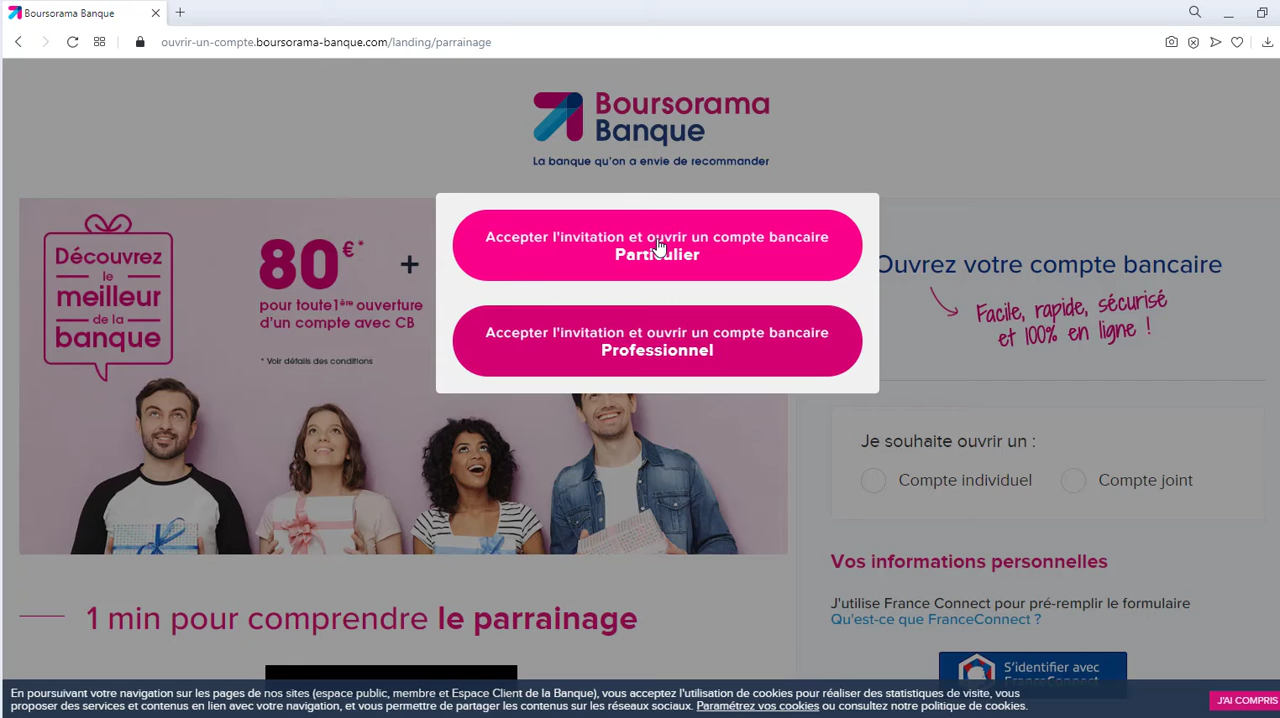 Boursorama Banque
ouvrir-un-compte.boursorama-banque.com/landing/parrainage
Boursorama
Banque
La banque qu'on a envie de recommander
Découvrez
le
meilleur
de la
banque
80€* +
pour toute 1ère ouverture
d'un compte avec CB
* Voir détails des conditions
Accepter l'invitation et ouvrir un compte bancaire
Particulier
Accepter l'invitation et ouvrir un compte bancaire
Professionnel
Ouvrez votre compte bancaire
Facile, rapide, sécurisé
et 100% en ligne !
Je souhaite ouvrir un :
Compte individuel
Compte joint
Vos informations personnelles
J'utilise France Connect pour pré-remplir le formulaire
Qu'est-ce que FranceConnect ?
S'identifier avec
FranceConnect
1 min pour comprendre le parrainage
En poursuivant votre navigation sur les pages de nos sites (espace public, membre et Espace Client de la Banque), vous acceptez l'utilisation de cookies pour réaliser des statistiques de visite, vous
proposer des services et contenus en lien avec votre navigation, et vous permettre de partager les contenus sur les réseaux sociaux. Paramétrez vos cookies ou consultez notre politique de cookies.
J'AI COMPRIS